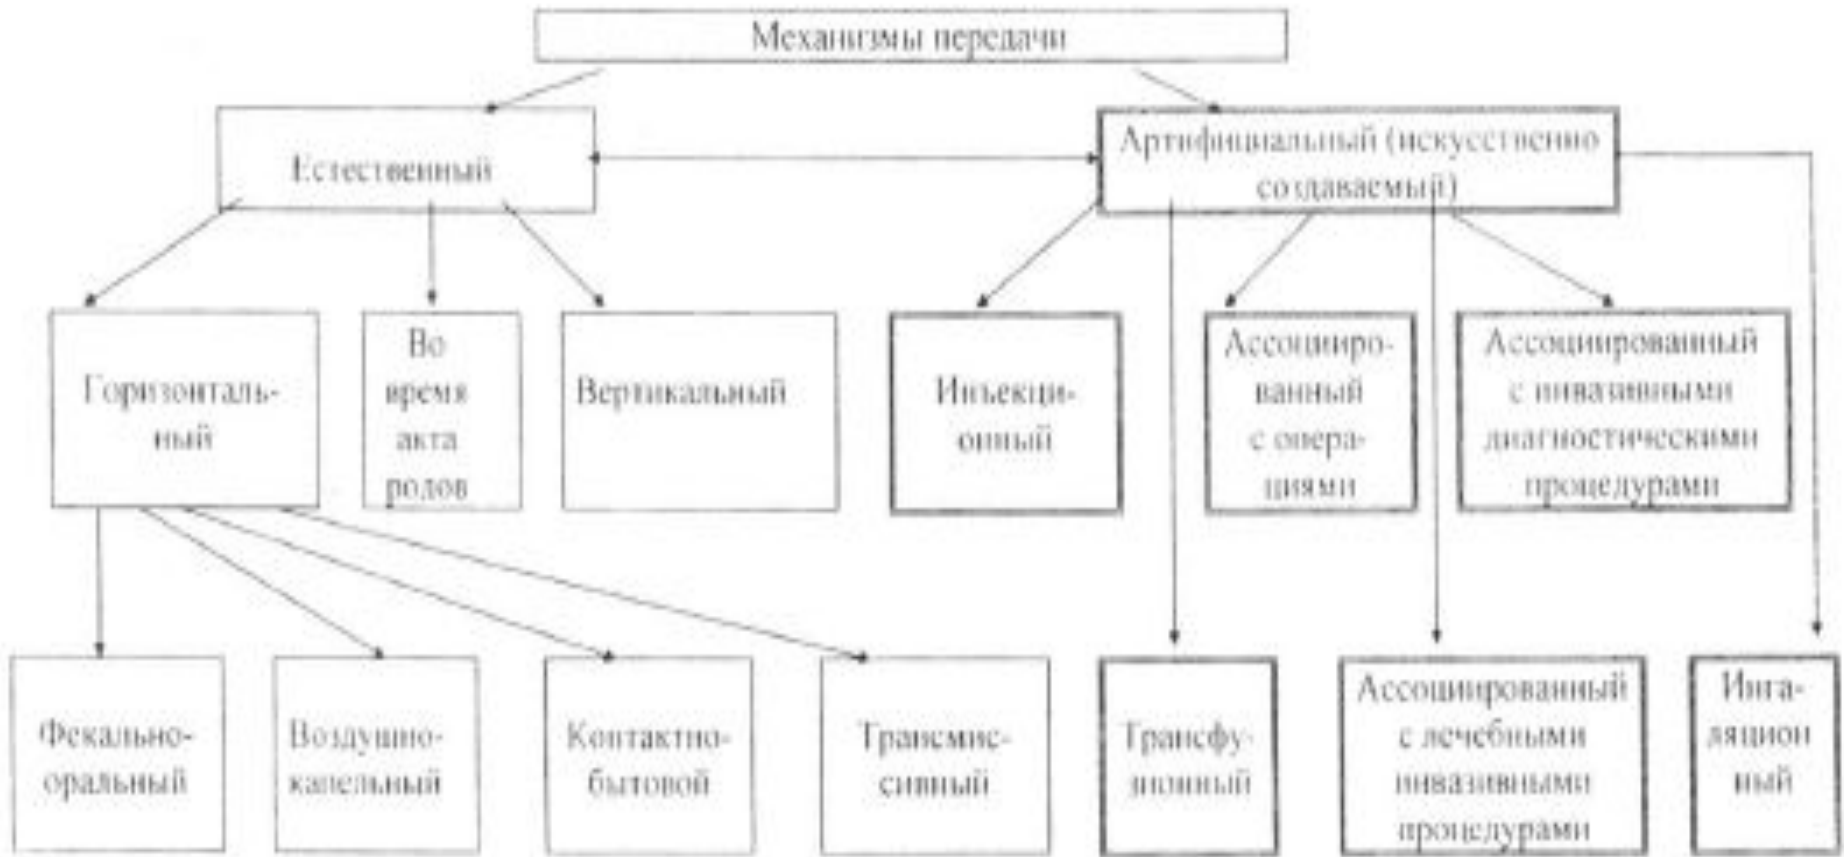 Механизмы передачи
Естественный
Артифициальный (искусственно
создаваемый)
Горизонталь-
ный
Во
время
акта
родов
Вертикальный
Инъекци-
онный
Ассоцииро-
ванный
с опера-
циями
Ассоциированный
с инвазивными
диагностическими
процедурами
Фекально-
оральный
Воздушно-
капельный
Контактно-
бытовой
Трансмис-
сивный
Трансфу-
зионный
Ассоциированный
с лечебными
инвазивными
процедурами
Инга-
ляцион
ный